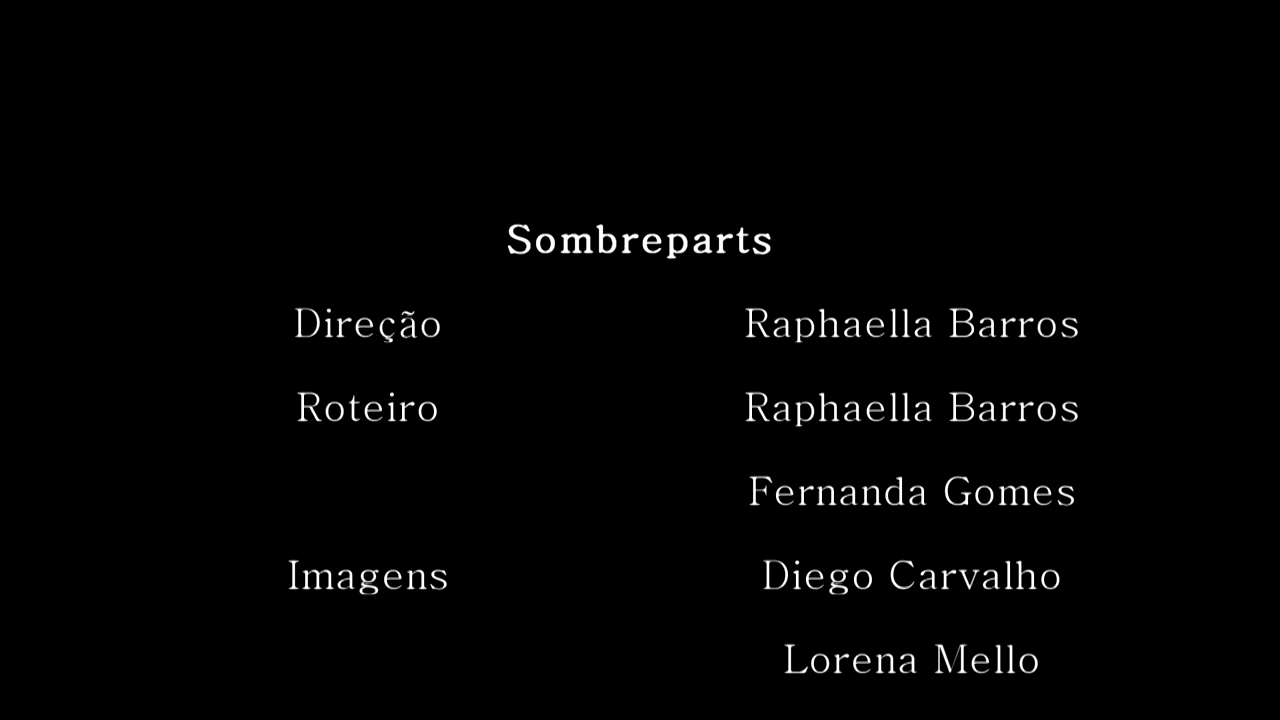 Sombreparts
Direção Raphaella Barros
Roteiro Raphaella Barros
Fernanda Gomes
Imagens Diego Carvalho
Lorena Mello